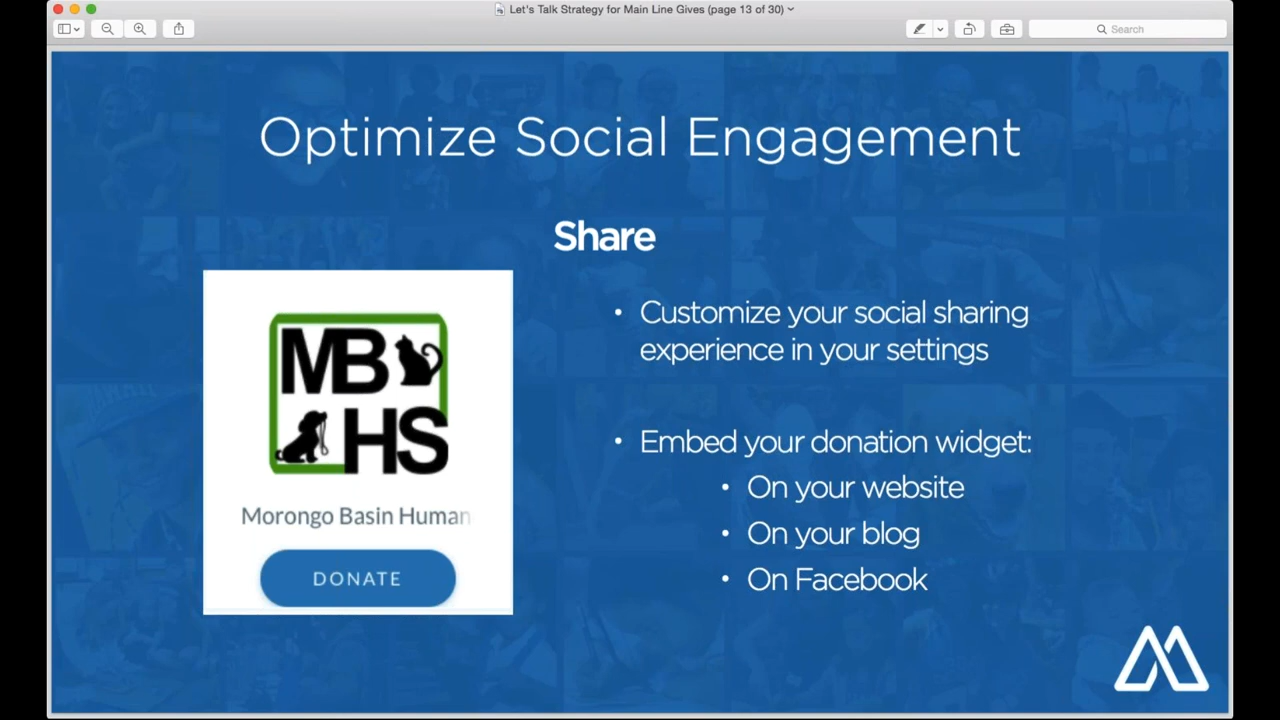 Let's Talk Strategy for Main Line Gives (page 13 of 30)
Search
Optimize Social Engagement
Share
MB
HS
Morongo Basin Human
DONATE
• Customize your social sharing
experience in your settings
• Embed your donation widget:
• On your website
• On your blog
• On Facebook